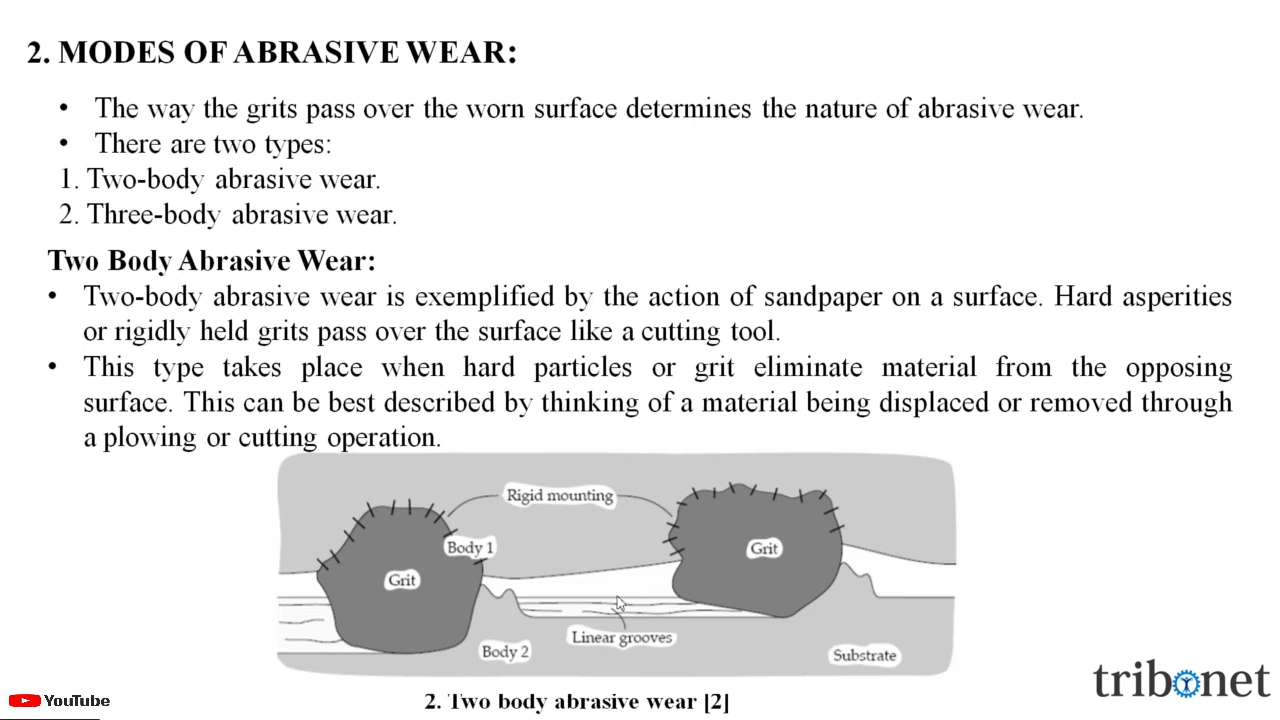 2. MODES OF ABRASIVE WEAR:
• The way the grits pass over the worn surface determines the nature of abrasive wear.
• There are two types:
1. Two-body abrasive wear.
2. Three-body abrasive wear.
Two Body Abrasive Wear:
• Two-body abrasive wear is exemplified by the action of sandpaper on a surface. Hard asperities
or rigidly held grits pass over the surface like a cutting tool.
• This type takes place when hard particles or grit eliminate material from the opposing
surface. This can be best described by thinking of a material being displaced or removed through
a plowing or cutting operation.
Rigid mounting
Body 1
Grit
Grit
Linear grooves
Body 2
Substrate
2. Two body abrasive wear [2]
tribonet
YouTube